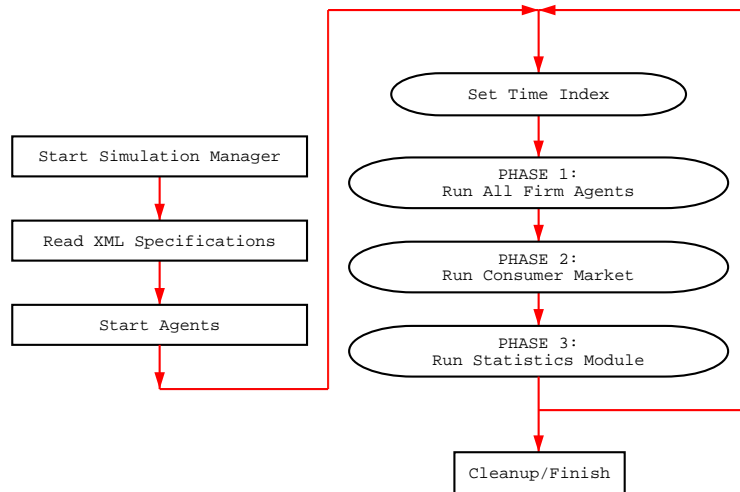 Start Simulation Manager
Read XML Specifications
Start Agents
Set Time Index
PHASE 1:
Run All Firm Agents
PHASE 2:
Run Consumer Market
PHASE 3:
Run Statistics Module
Cleanup/Finish